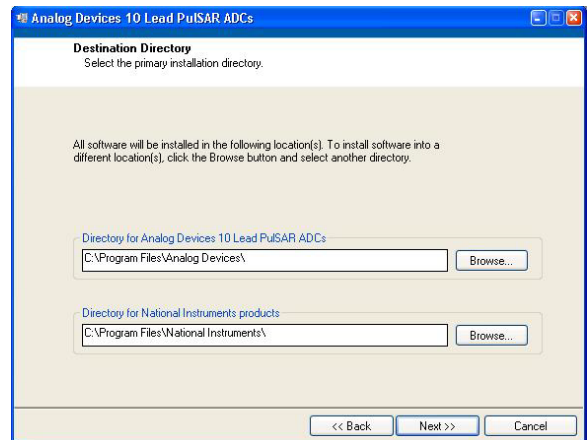 Analog Devices 10 Lead PulSAR ADCs
Destination Directory
Select the primary installation directory.
All software will be installed in the following location(s). To install software into a
different location(s), click the Browse button and select another directory.
Directory for Analog Devices 10 Lead PulSAR ADCs
C:\Program Files\Analog Devices\
Browse...
Directory for National Instruments products
C:\Program Files\National Instruments\
Browse...
<< Back
Next >>
Cancel